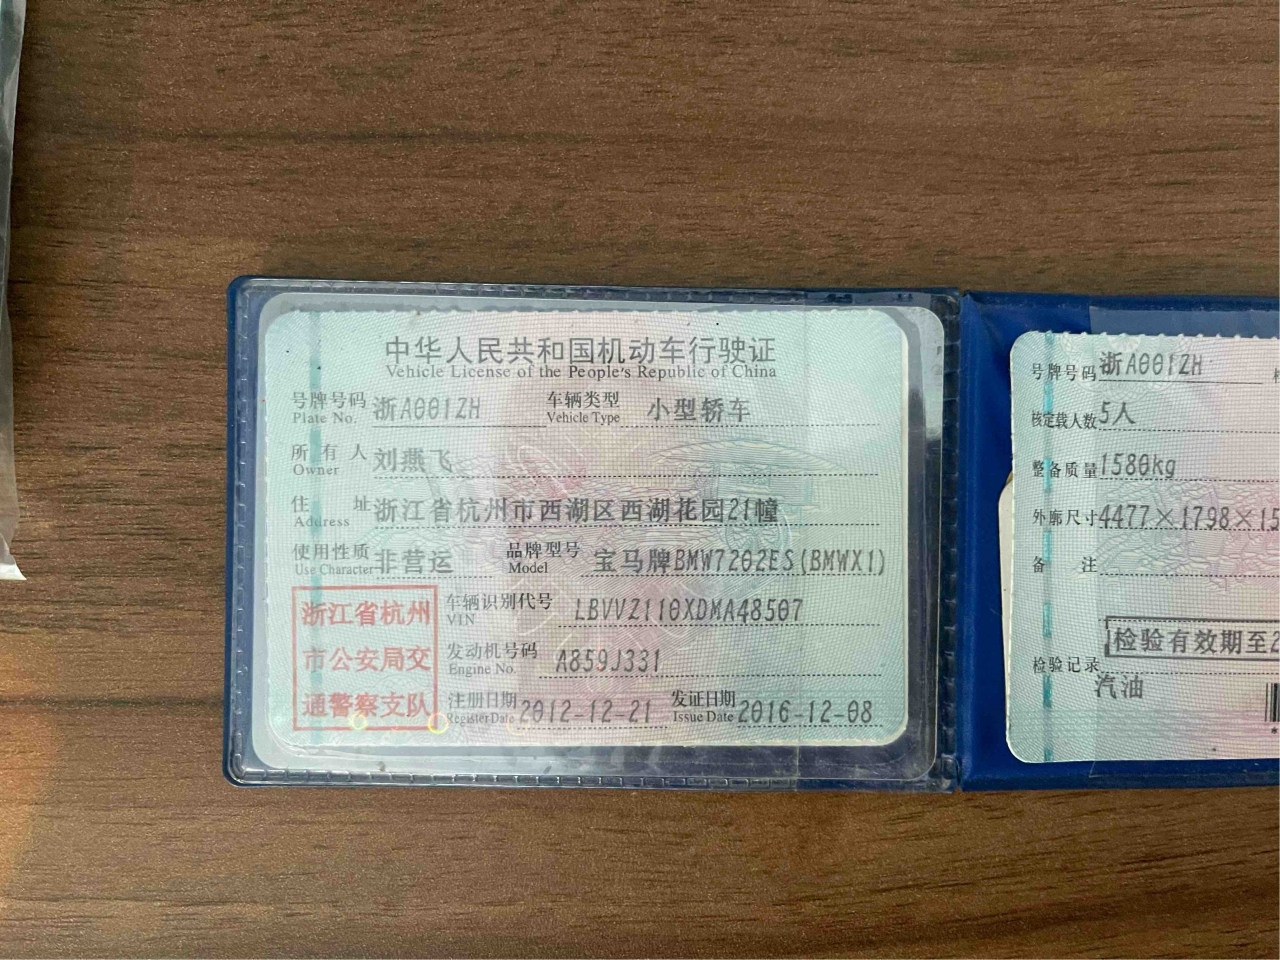 中华人民共和国机动车行驶证
Vehicle License of the People's Republic of China
号牌号码 Plate No. 浙A001ZH 车辆类型 Vehicle Type 小型轿车
所有人 Owner 刘燕飞
住址 Address 浙江省杭州市西湖区西湖花园21幢
使用性质 Use Character 非营运 品牌型号 Model 宝马牌BMW7202ES(BMWX1)
浙江省杭州
市公安局交
通警察支队
车辆识别代号 VIN LBVVZ110XDMA48507
发动机号码 Engine No. A859J331
注册日期 Register Date 2012-12-21 发证日期 Issue Date 2016-12-08
号牌号码 浙A001ZH
核定载人数 5人
整备质量 1580kg
外廓尺寸 4477×1798×15
备注
检验有效期至2
检验记录
汽油